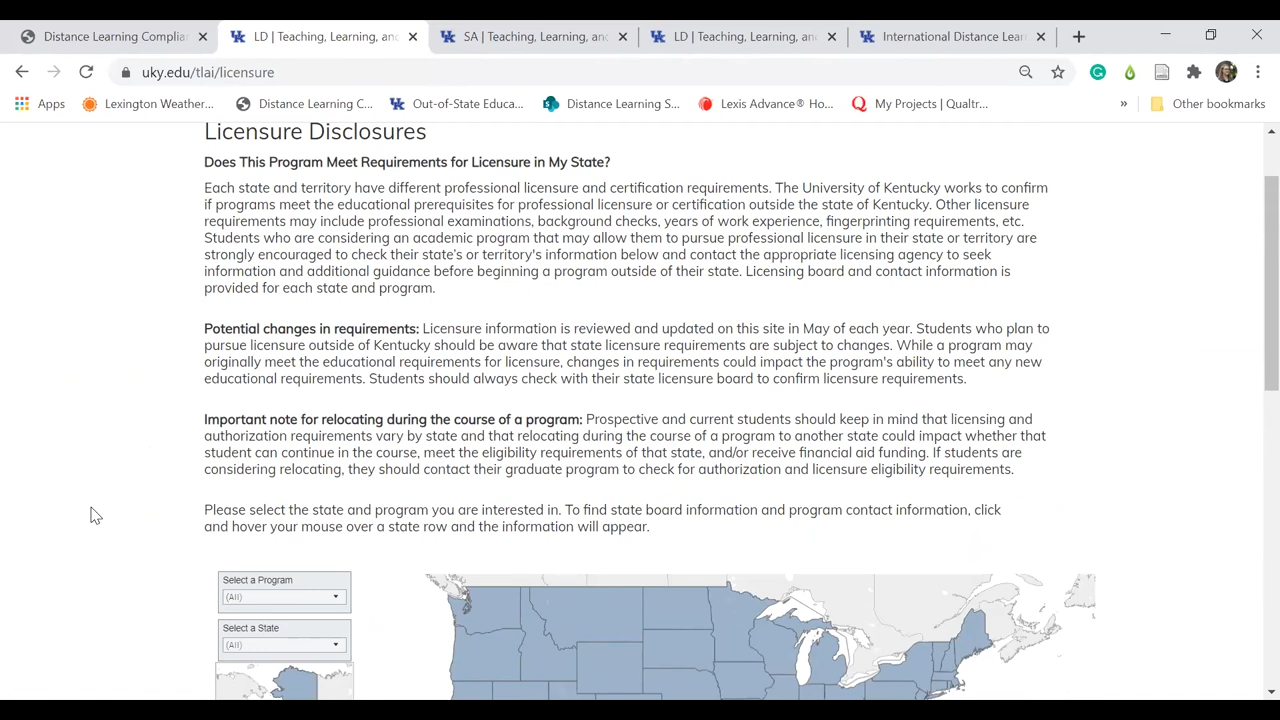 Distance Learning Complian
LD | Teaching, Learning, and
SA | Teaching, Learning, and
LD | Teaching, Learning, and
International Distance Lear
uky.edu/tlai/licensure
Apps
Lexington Weather...
Distance Learning C...
Out-of-State Educa...
Distance Learning S...
Lexis Advance® Ho...
My Projects | Qualtr...
»
Other bookmarks
Licensure Disclosures
Does This Program Meet Requirements for Licensure in My State?
Each state and territory have different professional licensure and certification requirements. The University of Kentucky works to confirm
if programs meet the educational prerequisites for professional licensure or certification outside the state of Kentucky. Other licensure
requirements may include professional examinations, background checks, years of work experience, fingerprinting requirements, etc.
Students who are considering an academic program that may allow them to pursue professional licensure in their state or territory are
strongly encouraged to check their state's or territory's information below and contact the appropriate licensing agency to seek
information and additional guidance before beginning a program outside of their state. Licensing board and contact information is
provided for each state and program.
Potential changes in requirements: Licensure information is reviewed and updated on this site in May of each year. Students who plan to
pursue licensure outside of Kentucky should be aware that state licensure requirements are subject to changes. While a program may
originally meet the educational requirements for licensure, changes in requirements could impact the program's ability to meet any new
educational requirements. Students should always check with their state licensure board to confirm licensure requirements.
Important note for relocating during the course of a program: Prospective and current students should keep in mind that licensing and
authorization requirements vary by state and that relocating during the course of a program to another state could impact whether that
student can continue in the course, meet the eligibility requirements of that state, and/or receive financial aid funding. If students are
considering relocating, they should contact their graduate program to check for authorization and licensure eligibility requirements.
Please select the state and program you are interested in. To find state board information and program contact information, click
and hover your mouse over a state row and the information will appear.
Select a Program
(All)
Select a State
(All)